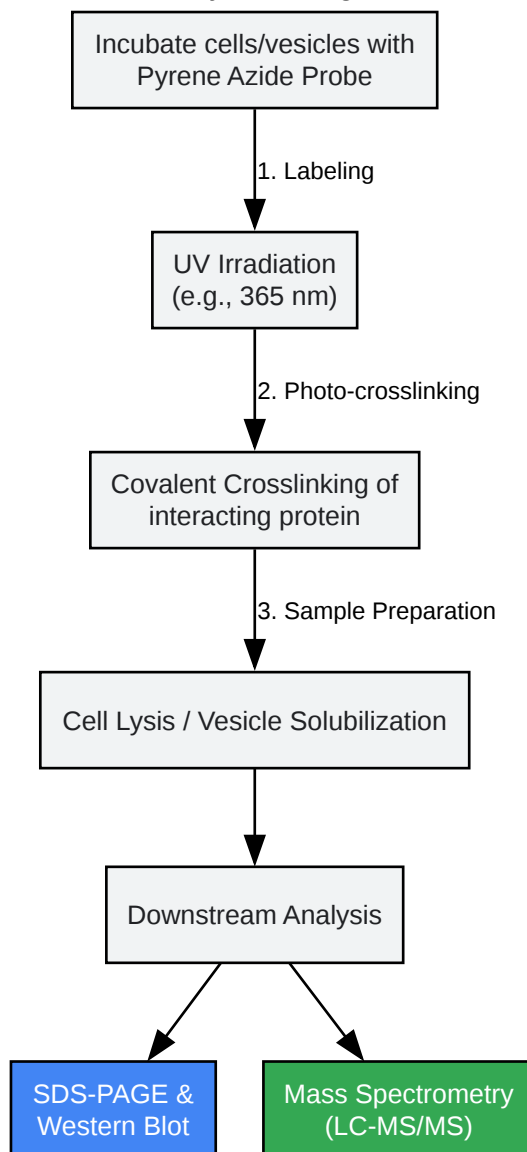 Incubate cells/vesicles with
Pyrene Azide Probe
1. Labeling
UV Irradiation
(e.g., 365 nm)
2. Photo-crosslinking
Covalent Crosslinking of
interacting protein
3. Sample Preparation
Cell Lysis / Vesicle Solubilization
Downstream Analysis
SDS-PAGE &
Western Blot
Mass Spectrometry
(LC-MS/MS)